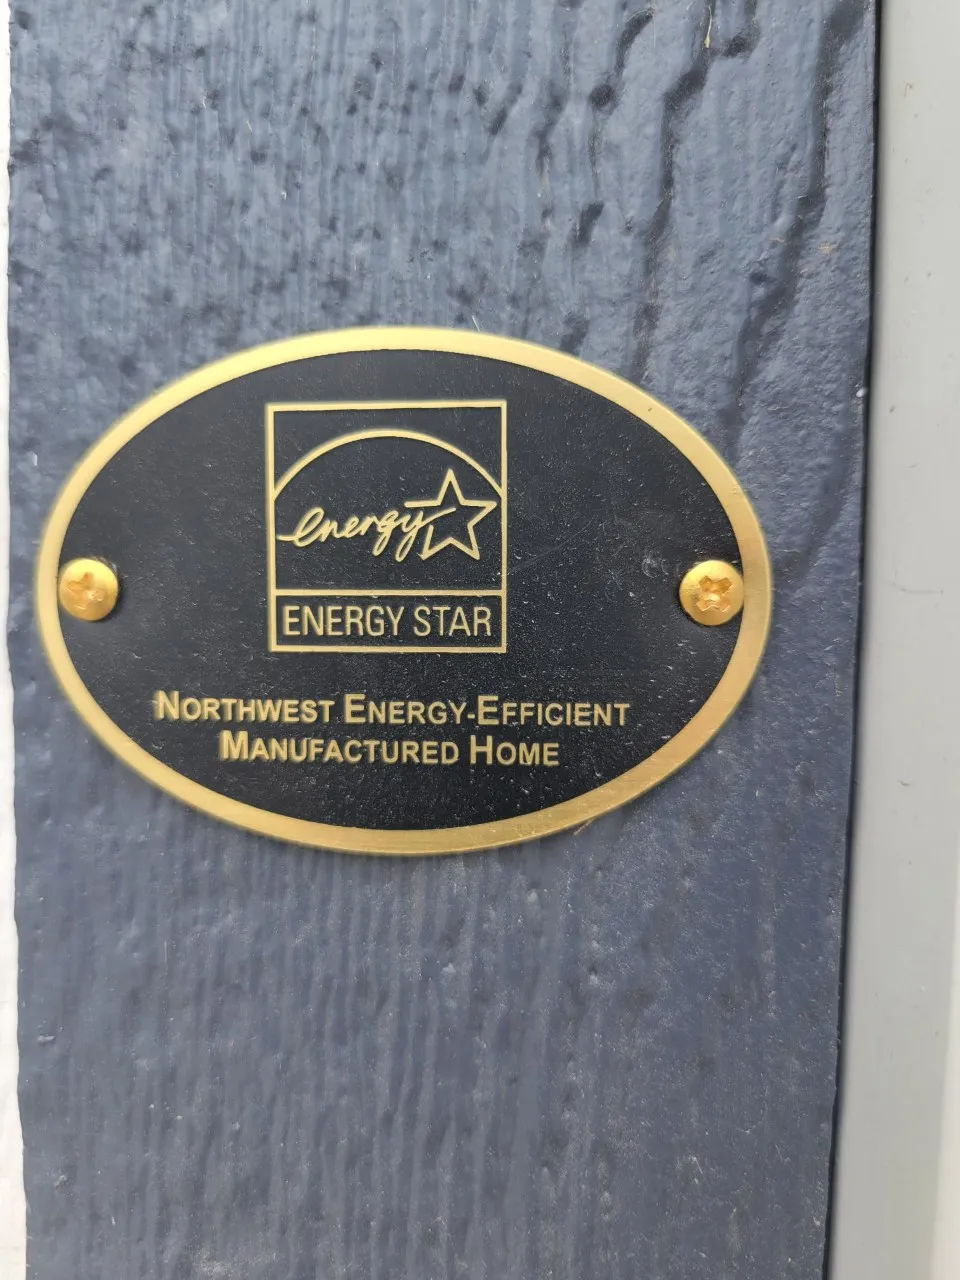 energy
ENERGY STAR
NORTHWEST ENERGY-EFFICIENT
MANUFACTURED HOME